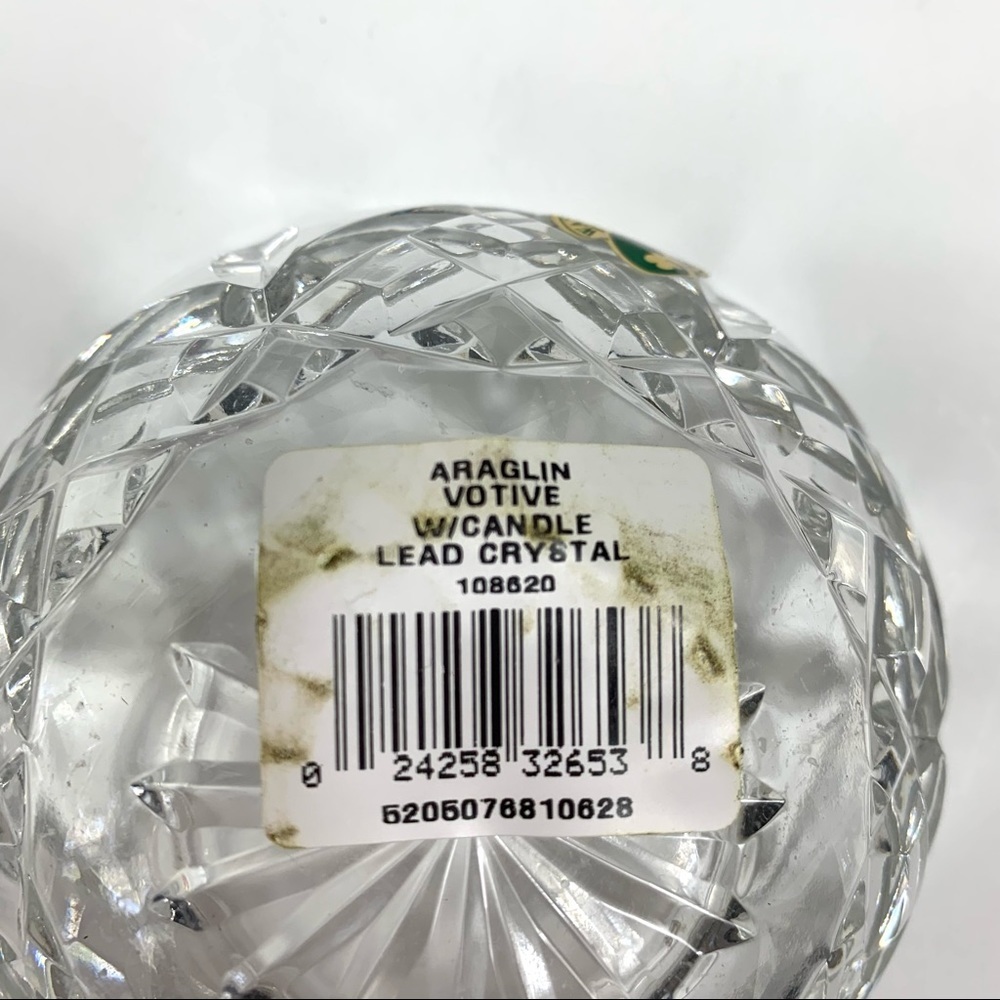 ARAGLIN
VOTIVE
W/CANDLE
LEAD CRYSTAL
108620
0 24258 32653 8
5205076810628